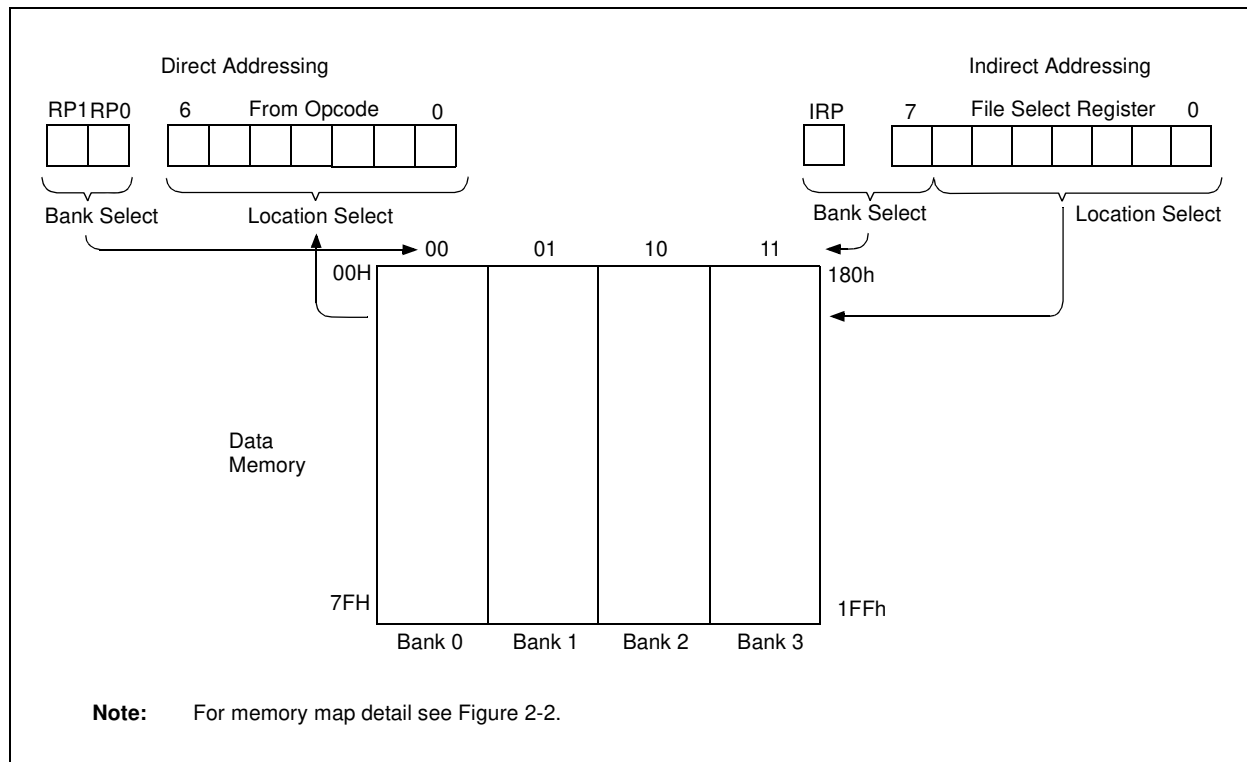 Direct Addressing
Indirect Addressing
RP1RP0 6 From Opcode 0
IRP 7 File Select Register 0
Bank Select Location Select
Bank Select Location Select
00 01 10 11
00H 180h
Data
Memory
7FH 1FFh
Bank 0 Bank 1 Bank 2 Bank 3
Note: For memory map detail see Figure 2-2.